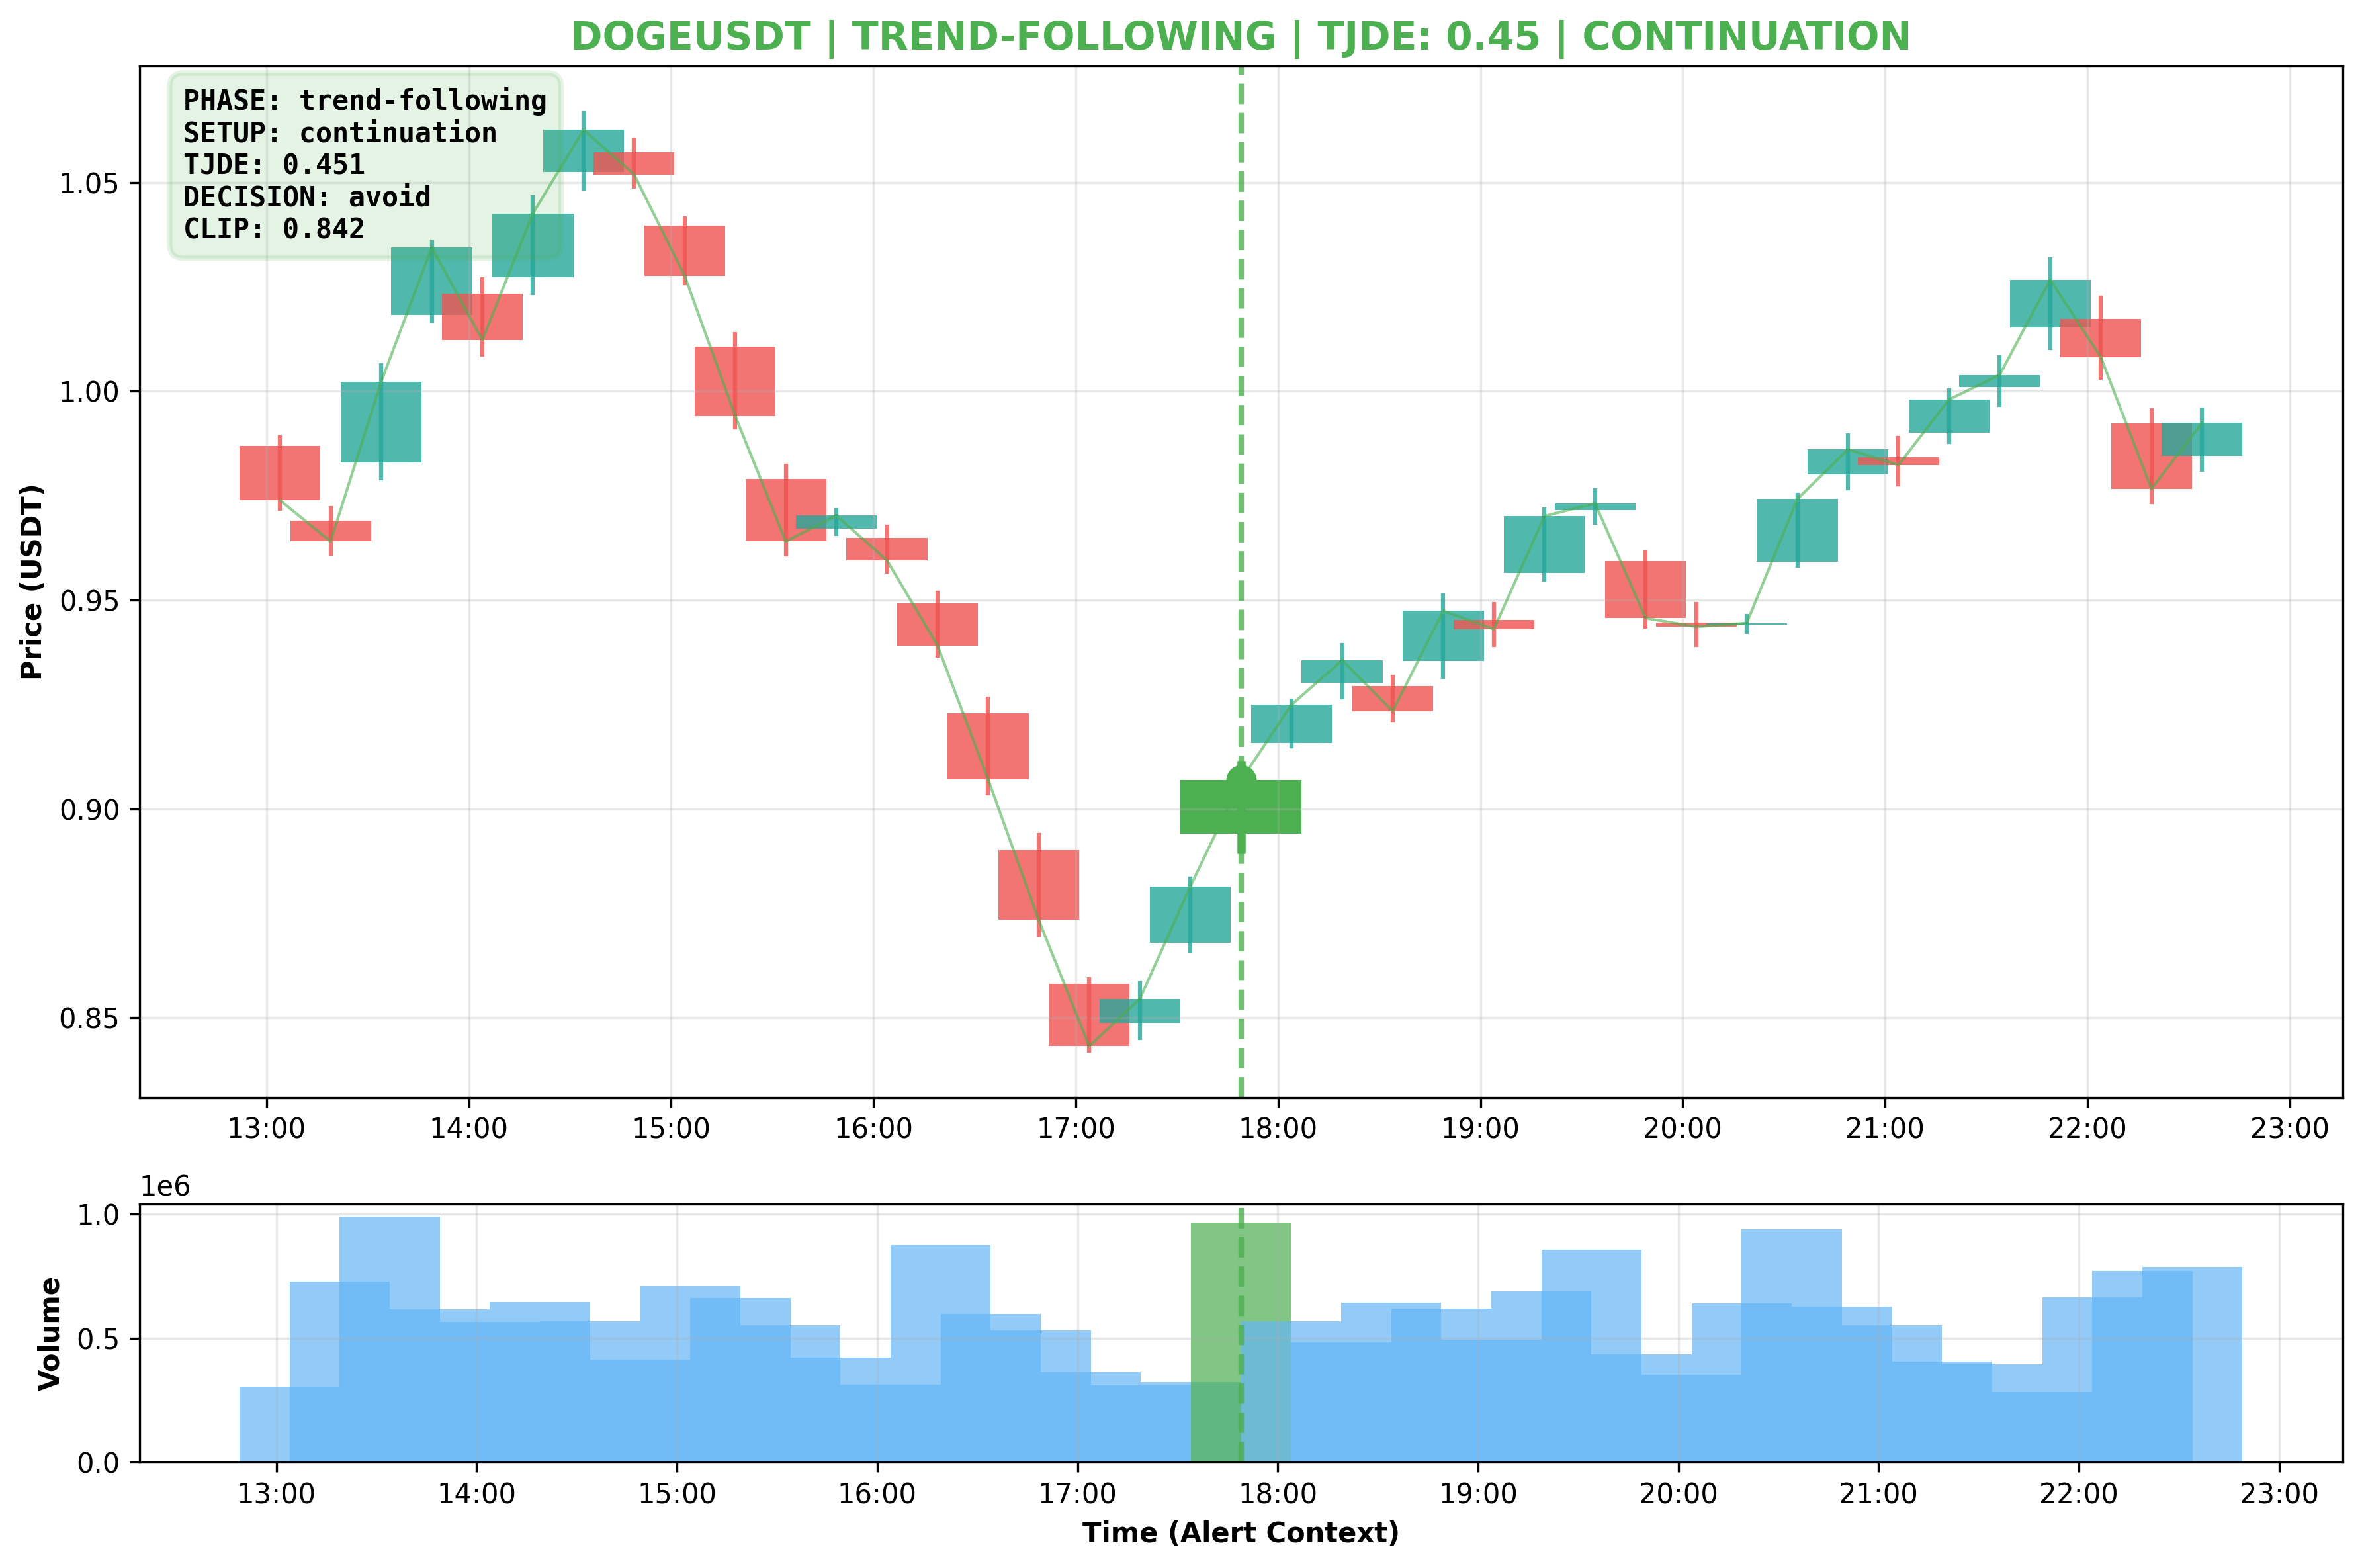 DOGEUSDT | TREND-FOLLOWING | TJDE: 0.45 | CONTINUATION
PHASE: trend-following
SETUP: continuation
TJDE: 0.451
DECISION: avoid
CLIP: 0.842
Price (USDT)
1.05
1.00
0.95
0.90
0.85
13:00 14:00 15:00 16:00 17:00 18:00 19:00 20:00 21:00 22:00 23:00
1e6
Volume
1.0
0.5
0.0
13:00 14:00 15:00 16:00 17:00 18:00 19:00 20:00 21:00 22:00 23:00
Time (Alert Context)